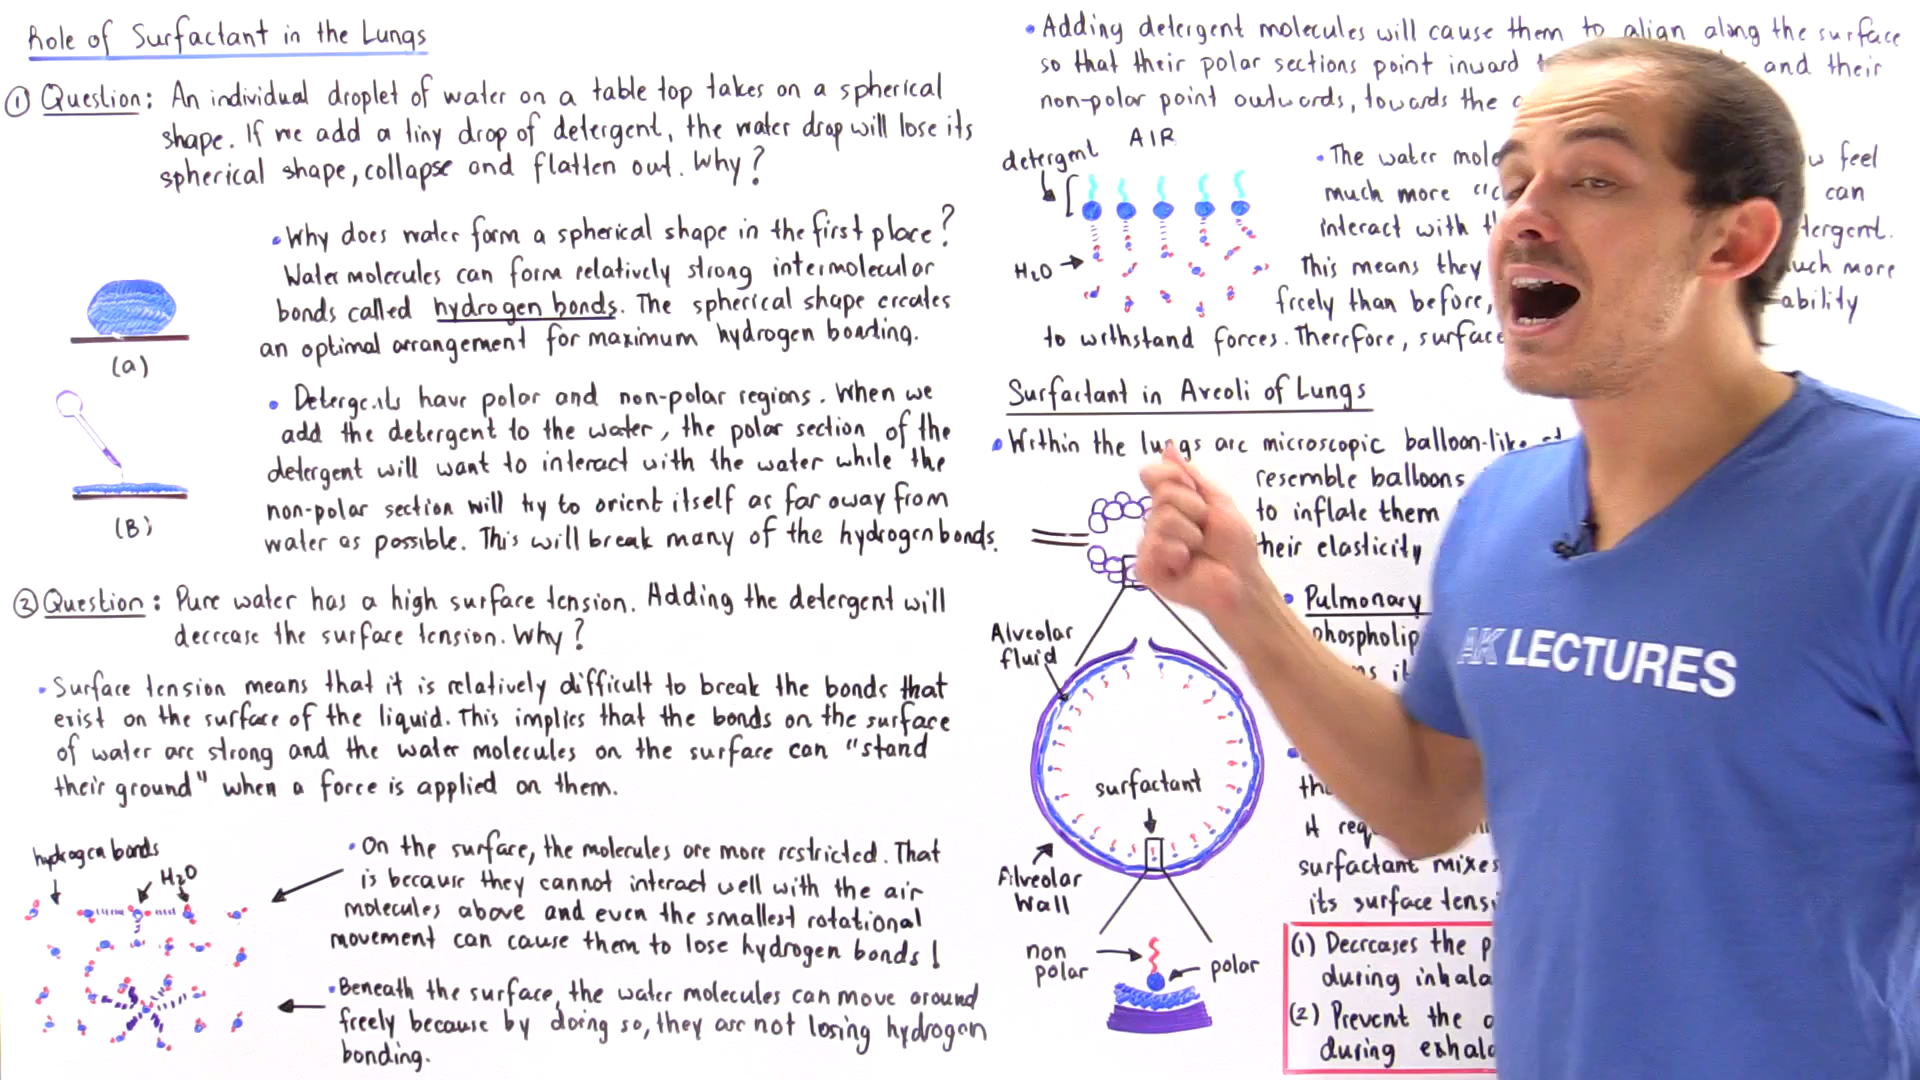 Role of Surfactant in the Lungs
① Question: An individual droplet of water on a table top takes on a spherical
shape. If we add a tiny drop of detergent, the water drop will lose its
spherical shape, collapse and flatten out. Why?
• Why does water form a spherical shape in the first place?
Water molecules can form relatively strong intermolecular
bonds called hydrogen bonds. The spherical shape creates
an optimal arrangement for maximum hydrogen bonding.
(a)
• Detergents have polar and non-polar regions. When we
add the detergent to the water, the polar section of the
detergent will want to interact with the water while the
non-polar section will try to orient itself as far away from
water as possible. This will break many of the hydrogen bonds.
(B)
② Question: Pure water has a high surface tension. Adding the detergent will
decrease the surface tension. Why?
• Surface tension means that it is relatively difficult to break the bonds that
exist on the surface of the liquid. This implies that the bonds on the surface
of water are strong and the water molecules on the surface can "stand
their ground" when a force is applied on them.
hydrogen bonds
H₂O
• On the surface, the molecules are more restricted. That
is because they cannot interact well with the air
molecules above and even the smallest rotational
movement can cause them to lose hydrogen bonds!
• Beneath the surface, the water molecules can move around
freely because by doing so, they are not losing hydrogen
bonding.
• Adding detergent molecules will cause them to align along the surface
so that their polar sections point inward and their
non-polar point outwards, towards the
AIR
detergent
H₂O
• The water feel
much more can
interact with
This means they much more
freely than before, ability
to withstand forces. Therefore,
Surfactant in Aveoli of Lungs
• Within the lungs are microscopic balloon-like
resemble balloons
to inflate them
their elasticity
Alveolar
fluid
• Pulmonary
surfactant
Alveolar
Wall
surfactant mixes
its surface
non
polar
polar
(1) Decreases the
during
(2) Prevent the
during
AK LECTURES